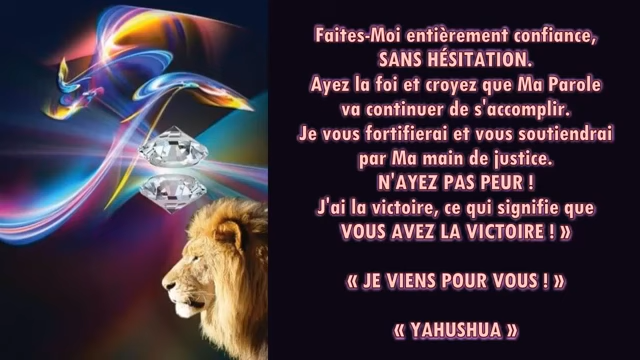 Faites-Moi entièrement confiance,
SANS HÉSITATION.
Ayez la foi et croyez que Ma Parole
va continuer de s'accomplir.
Je vous fortifierai et vous soutiendrai
par Ma main de justice.
N'AYEZ PAS PEUR !
J'ai la victoire, ce qui signifie que
VOUS AVEZ LA VICTOIRE ! »
« JE VIENS POUR VOUS ! »
« YAHUSHUA »